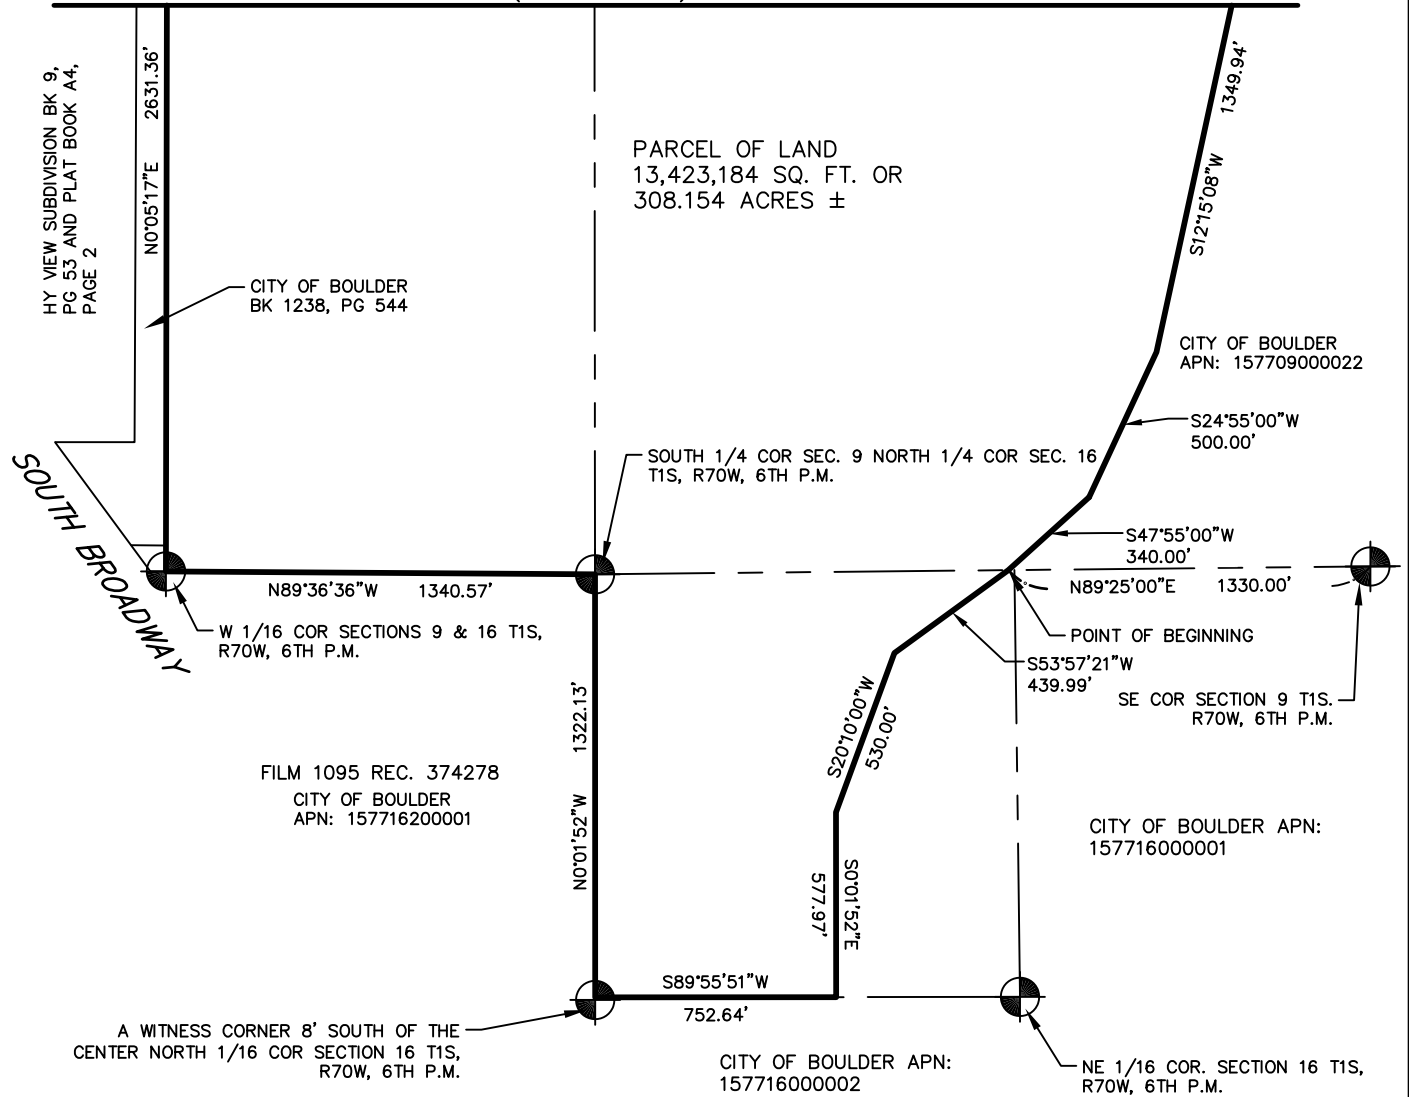 HY VIEW SUBDIVISION BK 9,
PG 53 AND PLAT BOOK A4,
PAGE 2
N0°05'17"E 2631.36'
1349.94'
S12°15'08"W
PARCEL OF LAND
13,423,184 SQ. FT. OR
308.154 ACRES ±
CITY OF BOULDER
BK 1238, PG 544
CITY OF BOULDER
APN: 157709000022
S24°55'00"W
500.00'
SOUTH 1/4 COR SEC. 9 NORTH 1/4 COR SEC. 16
T1S, R70W, 6TH P.M.
SOUTH BROADWAY
S47°55'00"W
340.00'
N89°36'36"W 1340.57'
N89°25'00"E 1330.00'
W 1/16 COR SECTIONS 9 & 16 T1S,
R70W, 6TH P.M.
POINT OF BEGINNING
S53°57'21"W
439.99'
SE COR SECTION 9 T1S.
R70W, 6TH P.M.
S20°10'00"W
530.00'
N0°01'52"W 1322.13'
FILM 1095 REC. 374278
CITY OF BOULDER
APN: 157716200001
CITY OF BOULDER APN:
157716000001
S0°01'52"E
577.97'
S89°55'51"W
752.64'
A WITNESS CORNER 8' SOUTH OF THE
CENTER NORTH 1/16 COR SECTION 16 T1S,
R70W, 6TH P.M.
CITY OF BOULDER APN:
157716000002
NE 1/16 COR. SECTION 16 T1S,
R70W, 6TH P.M.